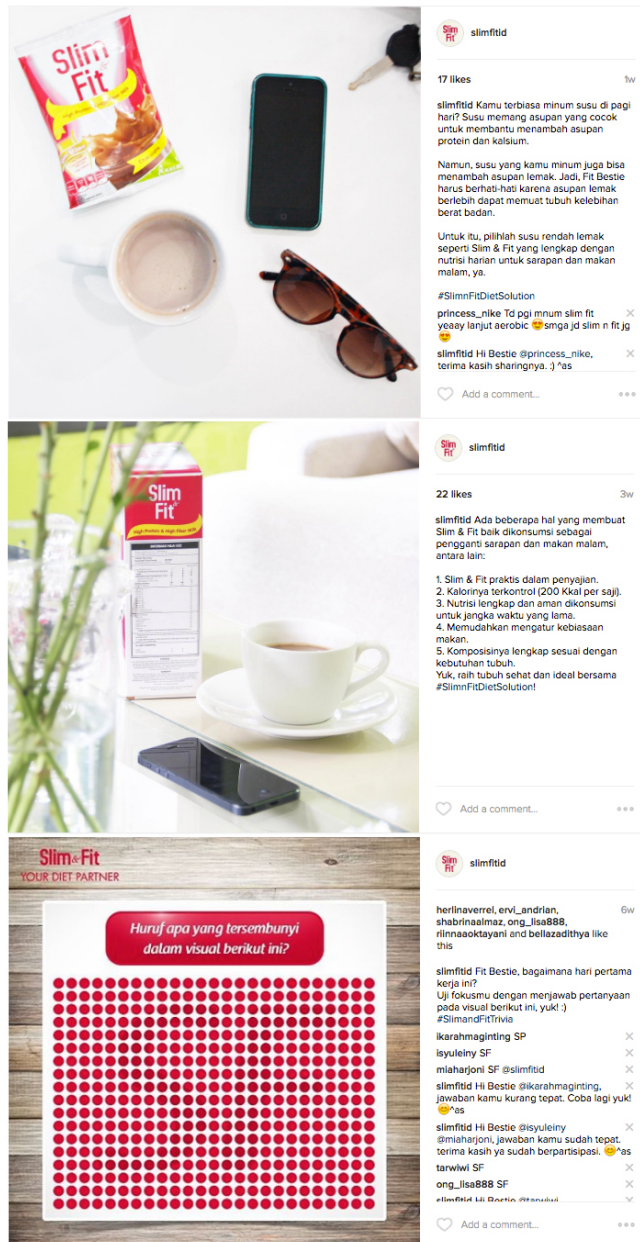 Slim &
Fit
slimfitid
17 likes 1w
slimfitid Kamu terbiasa minum susu di pagi
hari? Susu memang asupan yang cocok
untuk membantu menambah asupan
protein dan kalsium.
Namun, susu yang kamu minum juga bisa
menambah asupan lemak. Jadi, Fit Bestie
harus berhati-hati karena asupan lemak
berlebih dapat memuat tubuh kelebihan
berat badan.
Untuk itu, pilihlah susu rendah lemak
seperti Slim & Fit yang lengkap dengan
nutrisi harian untuk sarapan dan makan
malam, ya.
#SlimnFitDietSolution
princess_nike Td pgi mnum slim fit
yeaay lanjut aerobic 😍smga jd slim n fit jg
😍
slimfitid Hi Bestie @princess_nike,
terima kasih sharingnya. :) ^as
Add a comment...
Slim &
Fit
High Protein & High Fiber Milk
slimfitid
22 likes 3w
slimfitid Ada beberapa hal yang membuat
Slim & Fit baik dikonsumsi sebagai
pengganti sarapan dan makan malam,
antara lain:
1. Slim & Fit praktis dalam penyajian.
2. Kalorinya terkontrol (200 Kkal per saji).
3. Nutrisi lengkap dan aman dikonsumsi
untuk jangka waktu yang lama.
4. Memudahkan mengatur kebiasaan
makan.
5. Komposisinya lengkap sesuai dengan
kebutuhan tubuh.
Yuk, raih tubuh sehat dan ideal bersama
#SlimnFitDietSolution!
Add a comment...
Slim & Fit
YOUR DIET PARTNER
Huruf apa yang tersembunyi
dalam visual berikut ini?
slimfitid
herlinaverrel, ervi_andrian, 6w
shabrinaalmaz, ong_lisa888,
riinnaaoktayani and bellazadithya like
this
slimfitid Fit Bestie, bagaimana hari pertama
kerja ini?
Uji fokusmu dengan menjawab pertanyaan
pada visual berikut ini, yuk! :)
#SlimandFitTrivia
ikarahmaginting SP
isyuleiny SF
miaharjoni SF @slimfitid
slimfitid Hi Bestie @ikarahmaginting,
jawaban kamu kurang tepat. Coba lagi yuk!
😊^as
slimfitid Hi Bestie @isyuleiny
@miaharjoni, jawaban kamu sudah tepat.
terima kasih ya sudah berpartisipasi. 😊^as
tarwiwi SF
ong_lisa888 SF
slimfitid Hi Bestie @tarwiwi
Add a comment...